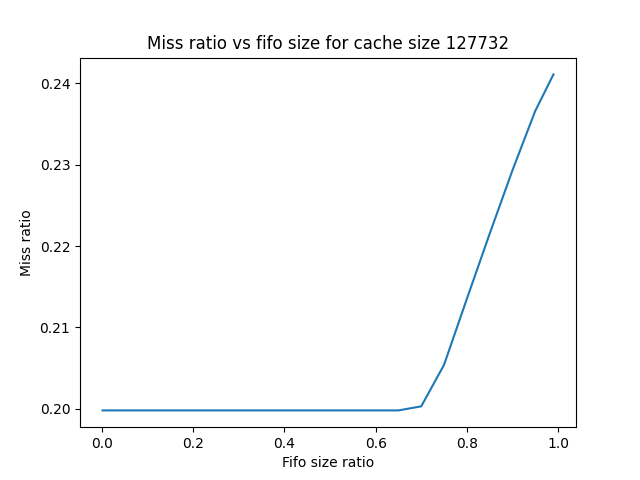 Miss ratio vs fifo size for cache size 127732
0.24
0.23
0.22
0.21
0.20
Miss ratio
0.0 0.2 0.4 0.6 0.8 1.0
Fifo size ratio